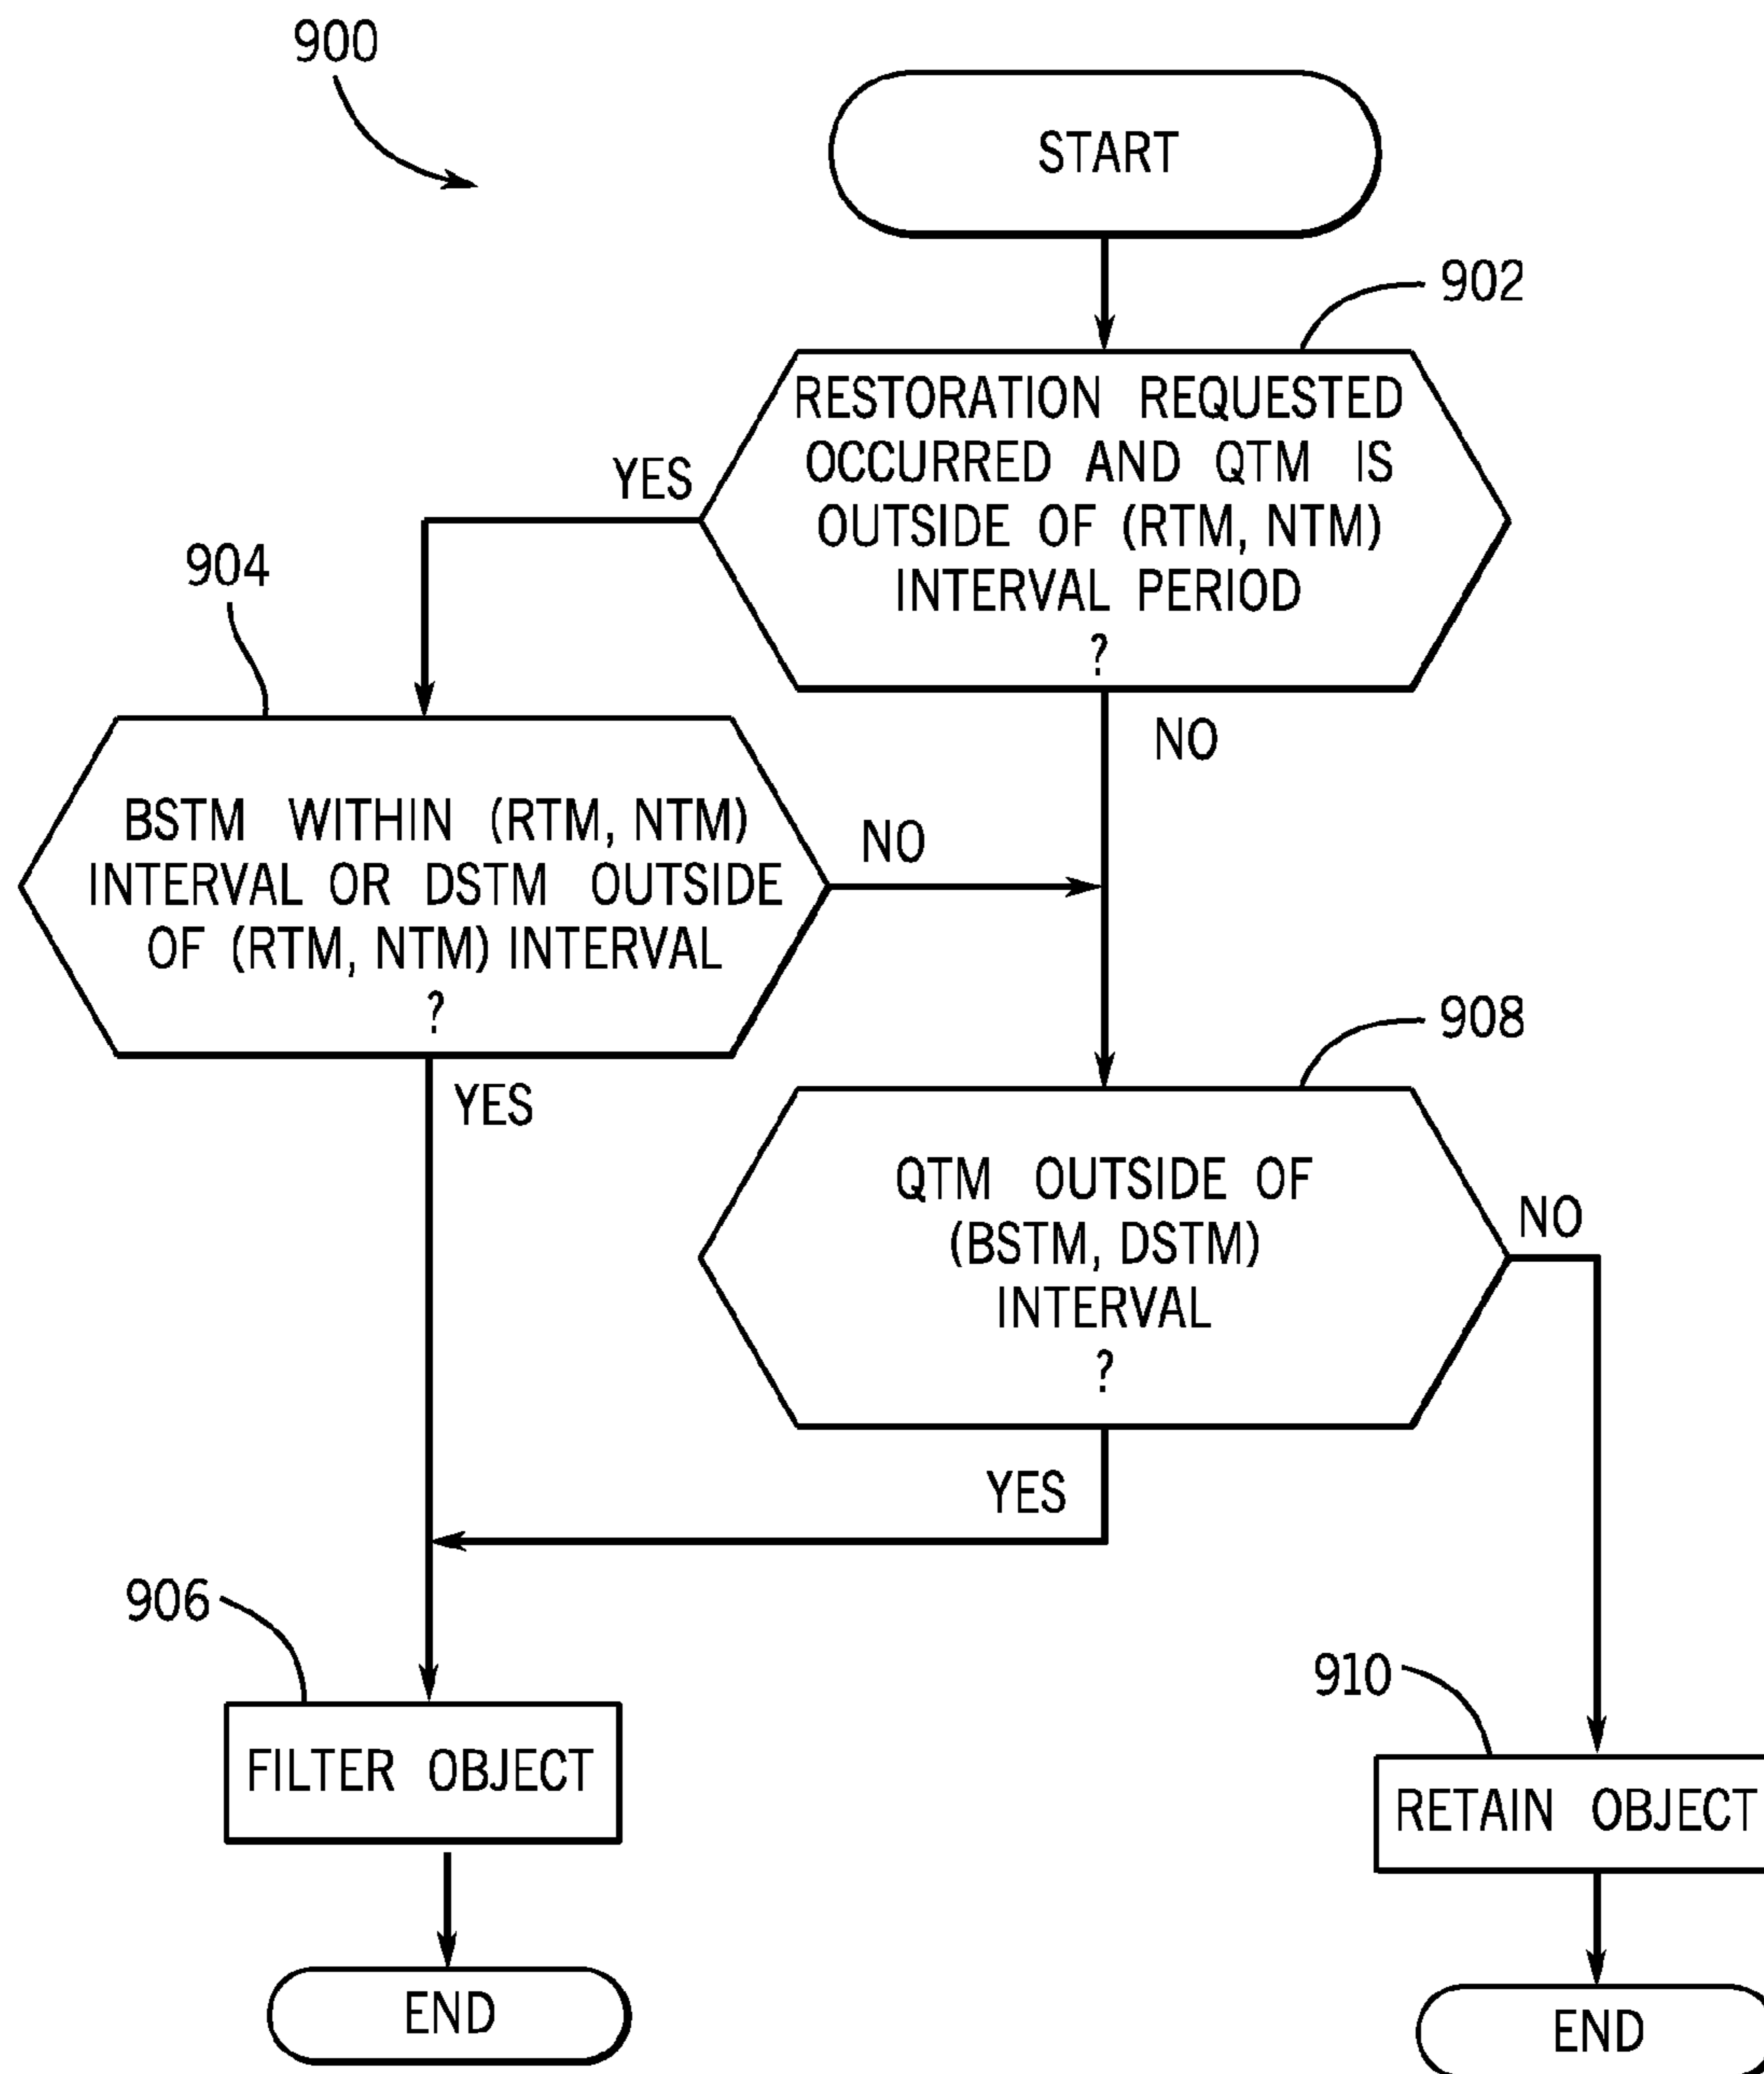 900
START
902
RESTORATION REQUESTED
OCCURRED AND QTM IS
OUTSIDE OF (RTM, NTM)
INTERVAL PERIOD
?
YES
NO
904
BSTM WITHIN (RTM, NTM)
INTERVAL OR DSTM OUTSIDE
OF (RTM, NTM) INTERVAL
?
NO
YES
908
QTM OUTSIDE OF
(BSTM, DSTM)
INTERVAL
?
NO
YES
906
FILTER OBJECT
910
RETAIN OBJECT
END
END